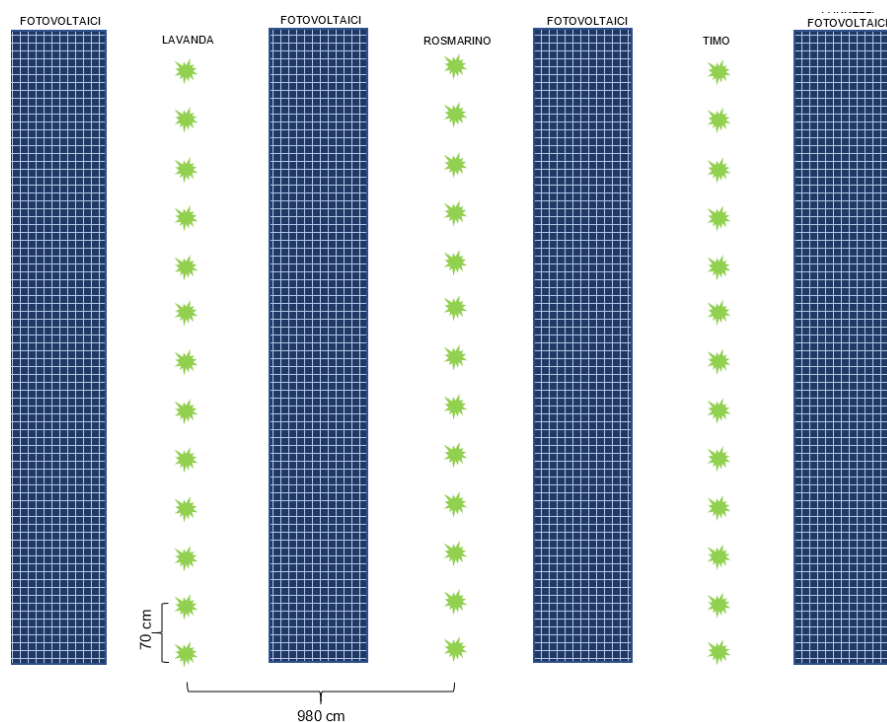 FOTOVOLTAICI
LAVANDA
FOTOVOLTAICI
ROSMARINO
FOTOVOLTAICI
TIMO
FOTOVOLTAICI
70 cm
980 cm